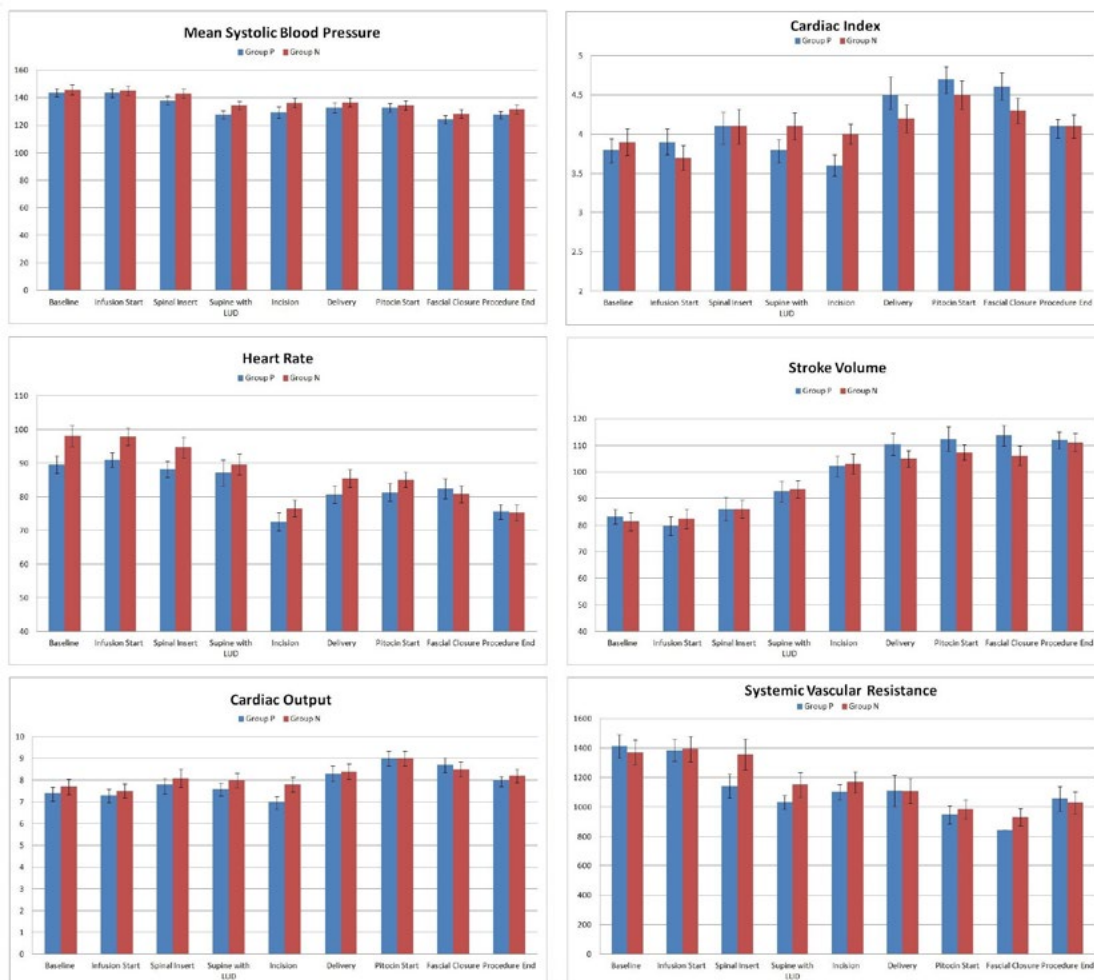 Mean Systolic Blood Pressure
Group P Group N
160
140
120
100
80
60
40
20
0
Baseline Infusion Start Spinal Insert Supine with Incision Delivery Pitocin Start Fascial Closure Procedure End
LUD
Cardiac Index
Group P Group N
5
4.5
4
3.5
3
2.5
2
Baseline Infusion Start Spinal Insert Supine with Incision Delivery Pitocin Start Fascial Closure Procedure End
LUD
Heart Rate
Group P Group N
110
100
90
80
70
60
50
40
Baseline Infusion Start Spinal Insert Supine with Incision Delivery Pitocin Start Fascial Closure Procedure End
LUD
Stroke Volume
Group P Group N
120
110
100
90
80
70
60
50
40
Baseline Infusion Start Spinal Insert Supine with Incision Delivery Pitocin Start Fascial Closure Procedure End
LUD
Cardiac Output
Group P Group N
10
9
8
7
6
5
4
3
2
1
0
Baseline Infusion Start Spinal Insert Supine with Incision Delivery Pitocin Start Fascial Closure Procedure End
LUD
Systemic Vascular Resistance
Group P Group N
1600
1400
1200
1000
800
600
400
200
0
Baseline Infusion Start Spinal Insert Supine with Incision Delivery Pitocin Start Fascial Closure Procedure End
LUD